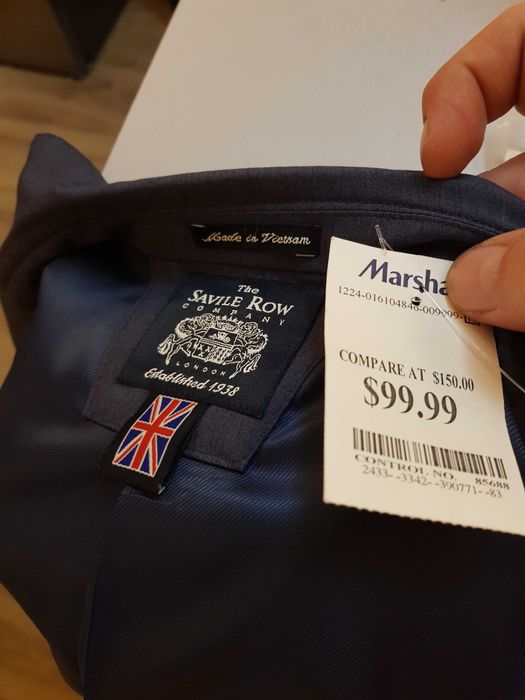 Made in Vietnam
The
SAVILE ROW
COMPANY
LONDON
Established 1938
Marsha
1224-016104846-009999-
COMPARE AT $150.00
$99.99
CONTROL NO. 85688
2433- -3342- -390771- -83